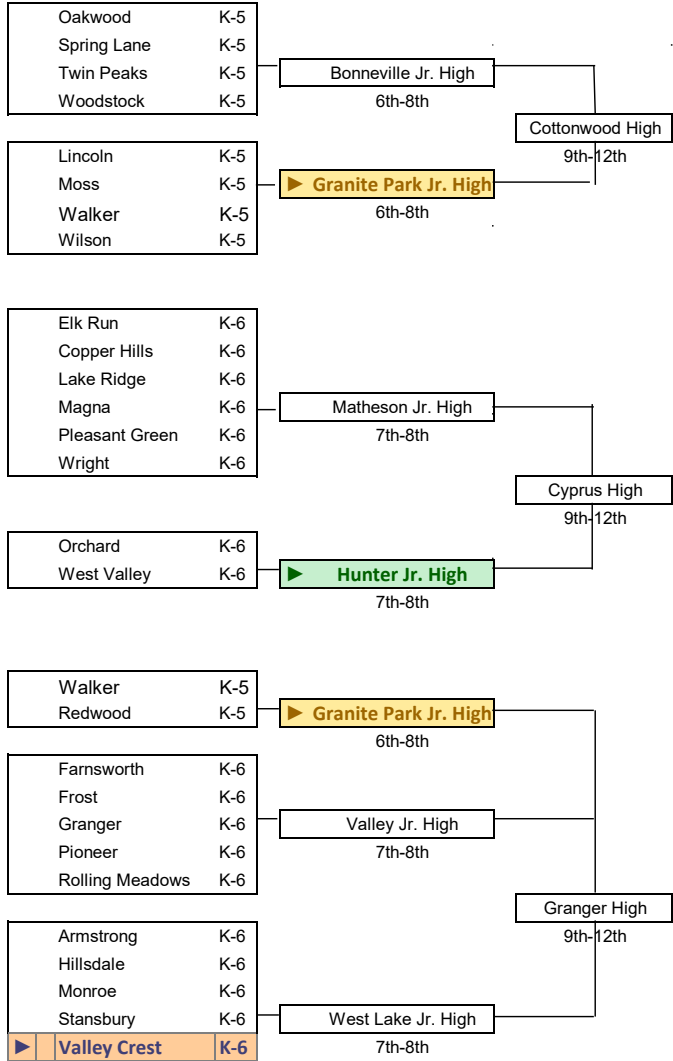 Oakwood K-5
Spring Lane K-5
Twin Peaks K-5
Woodstock K-5
Bonneville Jr. High
6th-8th
Cottonwood High
9th-12th
Lincoln K-5
Moss K-5
Walker K-5
Wilson K-5
► Granite Park Jr. High
6th-8th
Elk Run K-6
Copper Hills K-6
Lake Ridge K-6
Magna K-6
Pleasant Green K-6
Wright K-6
Matheson Jr. High
7th-8th
Cyprus High
9th-12th
Orchard K-6
West Valley K-6
► Hunter Jr. High
7th-8th
Walker K-5
Redwood K-5
► Granite Park Jr. High
6th-8th
Farnsworth K-6
Frost K-6
Granger K-6
Pioneer K-6
Rolling Meadows K-6
Valley Jr. High
7th-8th
Granger High
9th-12th
Armstrong K-6
Hillsdale K-6
Monroe K-6
Stansbury K-6
► Valley Crest K-6
West Lake Jr. High
7th-8th